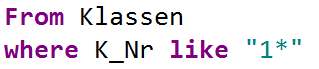 From Klassen
where K_Nr like "1*"